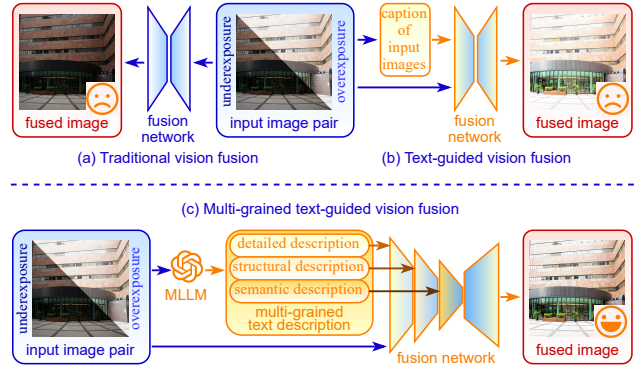 fused image
fusion
network
underexposure
overexposure
input image pair
caption
of
input
images
fusion
network
fused image
(a) Traditional vision fusion
(b) Text-guided vision fusion
(c) Multi-grained text-guided vision fusion
underexposure
overexposure
input image pair
MLLM
detailed description
structural description
semantic description
multi-grained
text description
fusion network
fused image